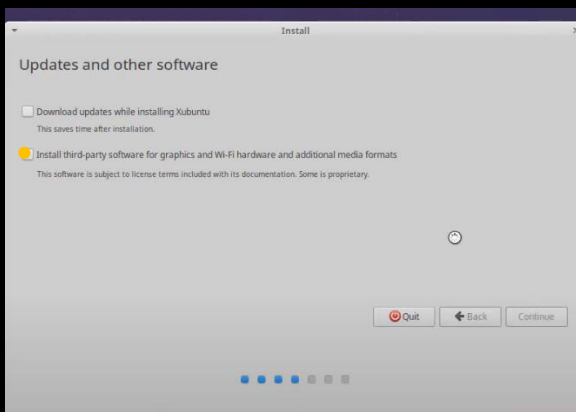 Install
Updates and other software
Download updates while installing Xubuntu
This saves time after installation.
Install third-party software for graphics and Wi-Fi hardware and additional media formats
This software is subject to license terms included with its documentation. Some is proprietary.
Quit Back Continue